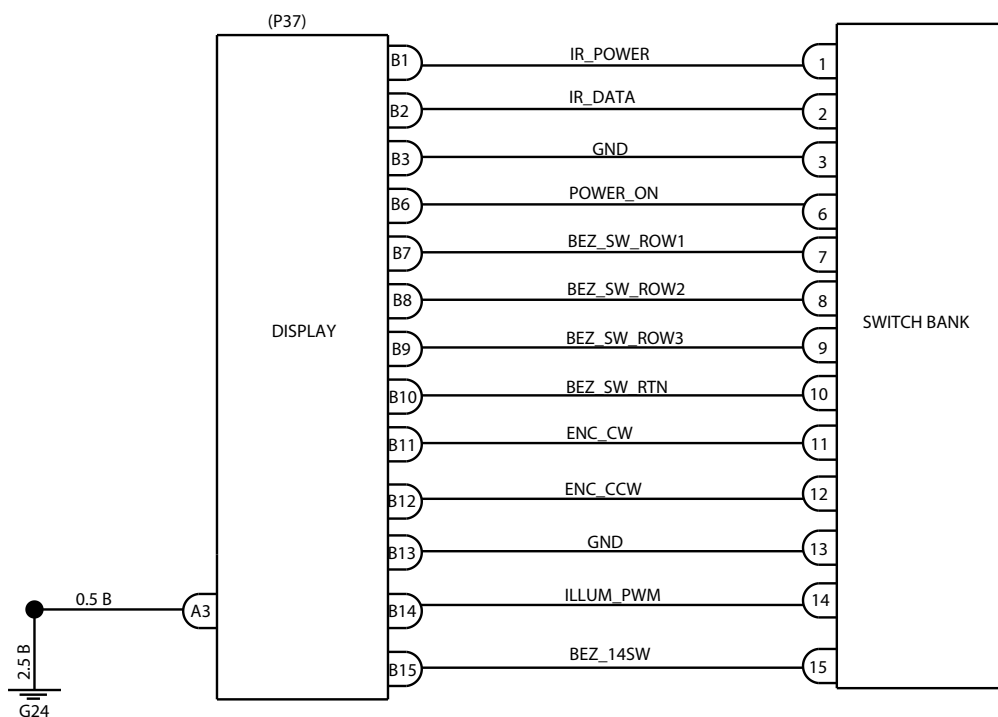 (P37)
B1 IR_POWER 1
B2 IR_DATA 2
B3 GND 3
B6 POWER_ON 6
B7 BEZ_SW_ROW1 7
B8 BEZ_SW_ROW2 8
DISPLAY SWITCH BANK
B9 BEZ_SW_ROW3 9
B10 BEZ_SW_RTN 10
B11 ENC_CW 11
B12 ENC_CCW 12
B13 GND 13
0.5 B A3 B14 ILLUM_PWM 14
2.5 B
B15 BEZ_14SW 15
G24